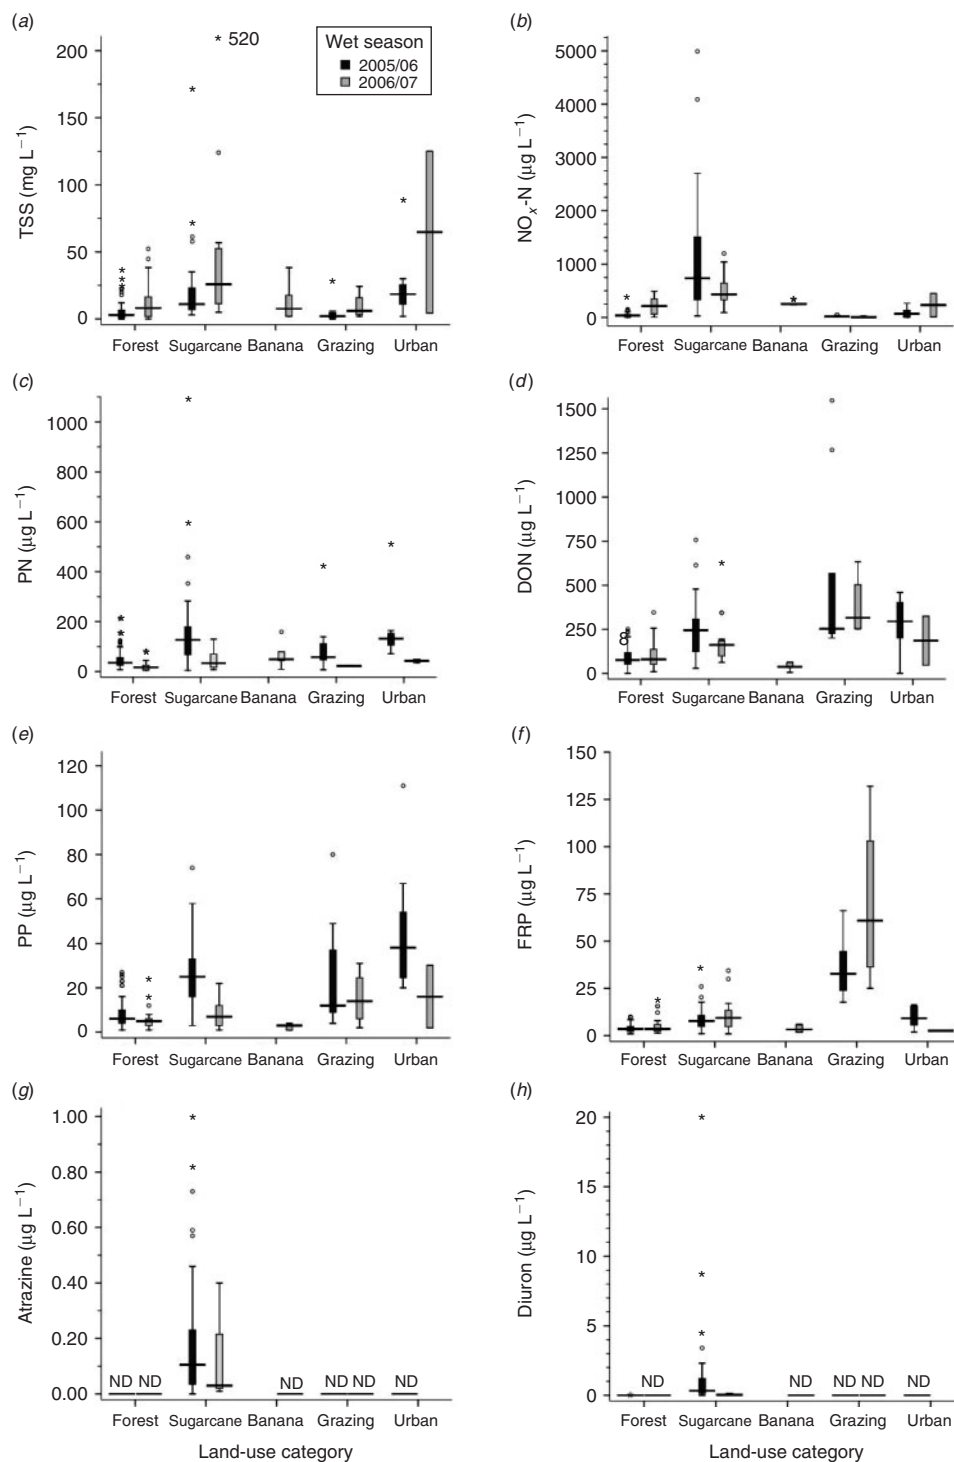 (a)
TSS (mg L−1)
200
150
100
50
0
* 520
Wet season
2005/06
2006/07
Forest Sugarcane Banana Grazing Urban
(b)
NOx-N (µg L−1)
5000
4000
3000
2000
1000
0
Forest Sugarcane Banana Grazing Urban
(c)
PN (µg L−1)
1000
800
600
400
200
0
Forest Sugarcane Banana Grazing Urban
(d)
DON (µg L−1)
1500
1250
1000
750
500
250
0
Forest Sugarcane Banana Grazing Urban
(e)
PP (µg L−1)
120
100
80
60
40
20
0
Forest Sugarcane Banana Grazing Urban
(f)
FRP (µg L−1)
150
125
100
75
50
25
0
Forest Sugarcane Banana Grazing Urban
(g)
Atrazine (µg L−1)
1.00
0.80
0.60
0.40
0.20
0.00
ND ND ND ND ND ND
Forest Sugarcane Banana Grazing Urban
Land-use category
(h)
Diuron (µg L−1)
20
15
10
5
0
ND ND ND ND ND
Forest Sugarcane Banana Grazing Urban
Land-use category